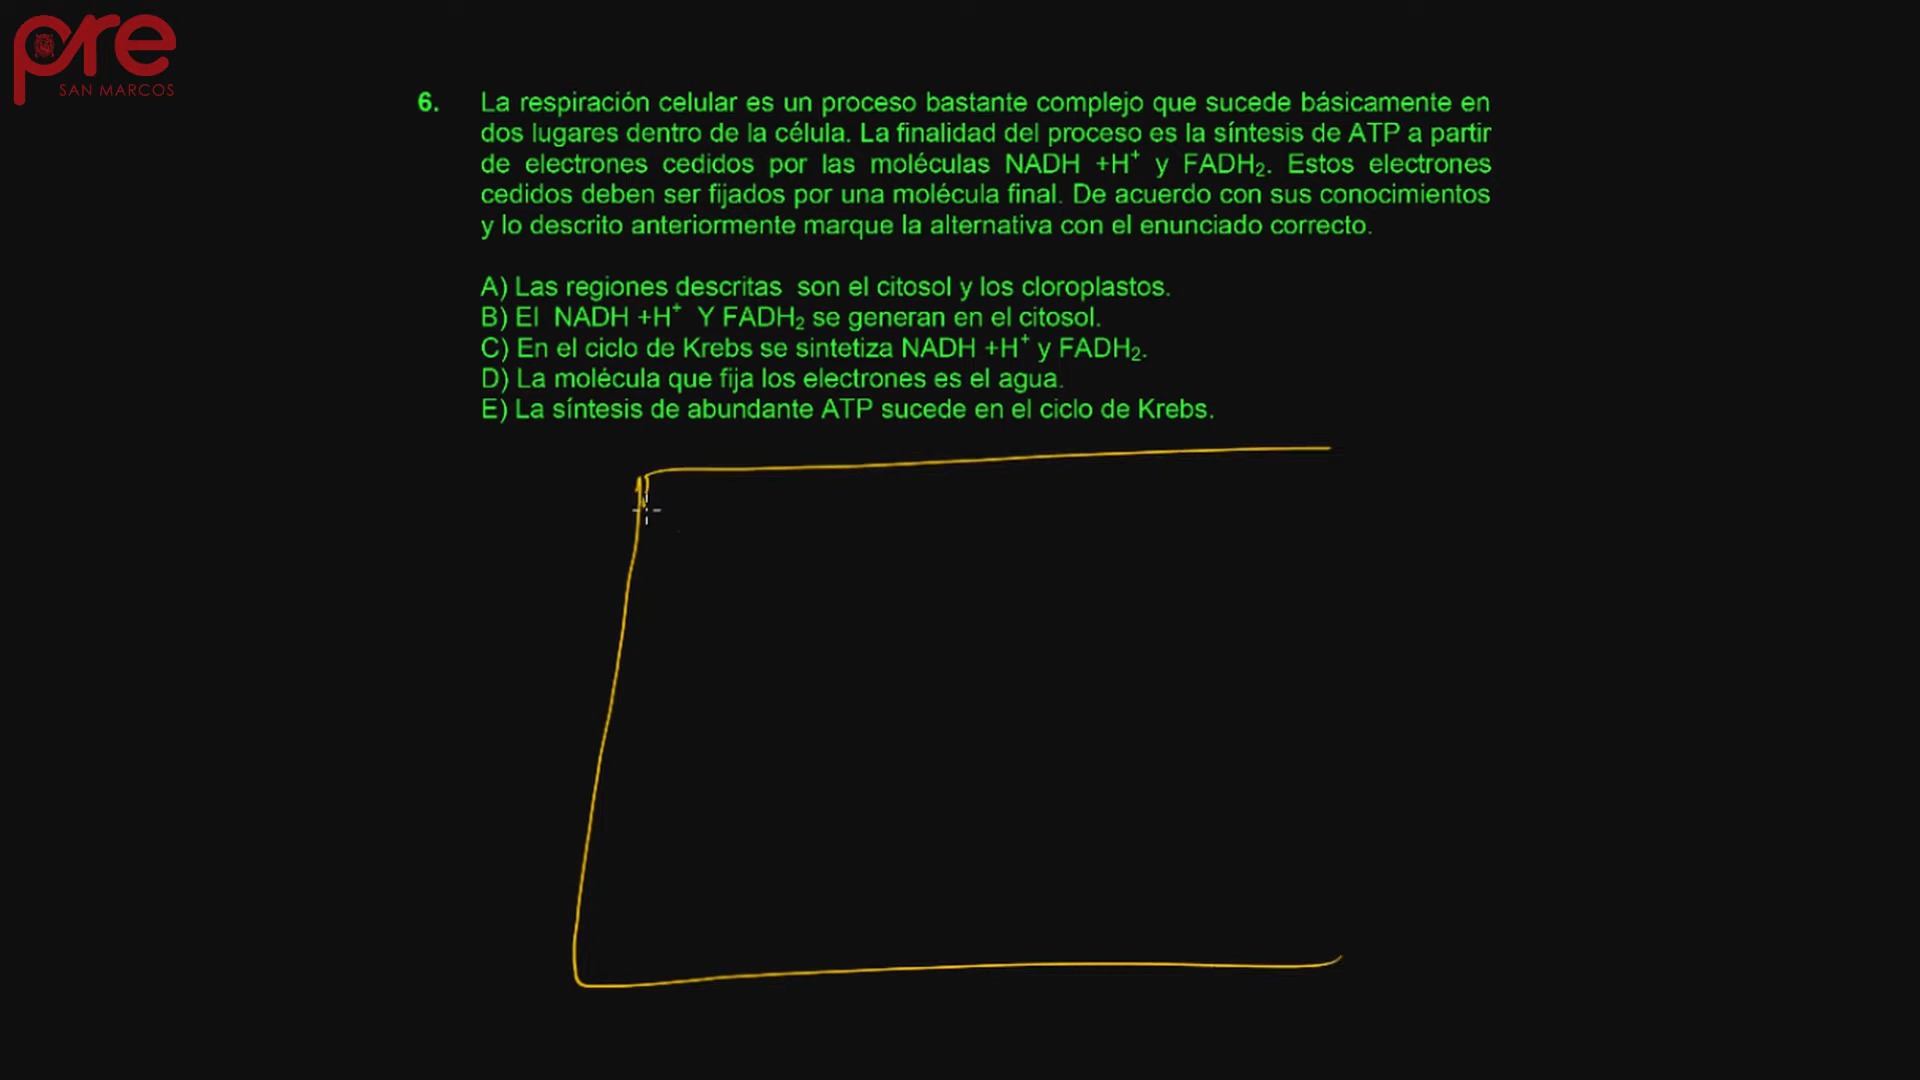 pre
SAN MARCOS
6. La respiración celular es un proceso bastante complejo que sucede básicamente en
dos lugares dentro de la célula. La finalidad del proceso es la síntesis de ATP a partir
de electrones cedidos por las moléculas NADH +H⁺ y FADH₂. Estos electrones
cedidos deben ser fijados por una molécula final. De acuerdo con sus conocimientos
y lo descrito anteriormente marque la alternativa con el enunciado correcto.
A) Las regiones descritas son el citosol y los cloroplastos.
B) El NADH +H⁺ Y FADH₂ se generan en el citosol.
C) En el ciclo de Krebs se sintetiza NADH +H⁺ y FADH₂.
D) La molécula que fija los electrones es el agua.
E) La síntesis de abundante ATP sucede en el ciclo de Krebs.